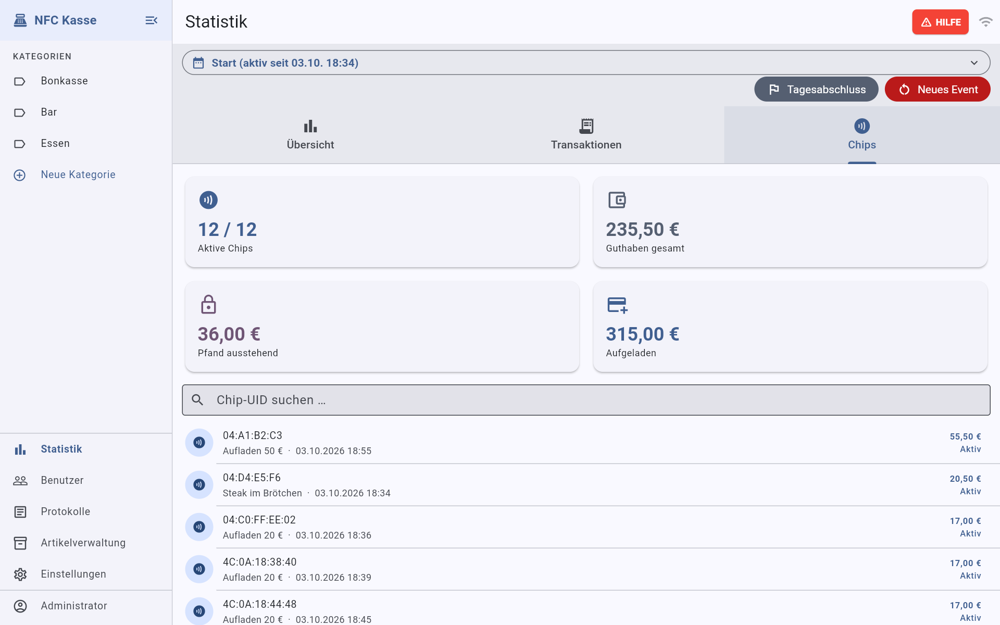 NFC Kasse
KATEGORIEN
Bonkasse
Bar
Essen
Neue Kategorie
Statistik
Benutzer
Protokolle
Artikelverwaltung
Einstellungen
Administrator
Statistik
HILFE
Start (aktiv seit 03.10. 18:34)
Tagesabschluss
Neues Event
Übersicht
Transaktionen
Chips
12 / 12
Aktive Chips
235,50 €
Guthaben gesamt
36,00 €
Pfand ausstehend
315,00 €
Aufgeladen
Chip-UID suchen ...
04:A1:B2:C3
55,50 €
Aufladen 50 € · 03.10.2026 18:55
Aktiv
04:D4:E5:F6
20,50 €
Steak im Brötchen · 03.10.2026 18:34
Aktiv
04:C0:FF:EE:02
17,00 €
Aufladen 20 € · 03.10.2026 18:36
Aktiv
4C:0A:18:38:40
17,00 €
Aufladen 20 € · 03.10.2026 18:39
Aktiv
4C:0A:18:44:48
17,00 €
Aufladen 20 € · 03.10.2026 18:45
Aktiv